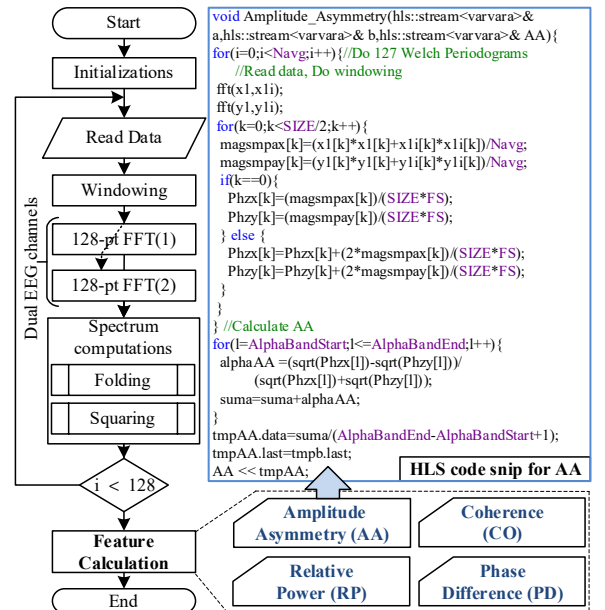 Start
Initializations
Read Data
Windowing
128-pt FFT(1)
128-pt FFT(2)
Dual EEG channels
Spectrum
computations
Folding
Squaring
i < 128
Feature
Calculation
End
void Amplitude_Asymmetry(hls::stream<varvara>&
a,hls::stream<varvara>& b,hls::stream<varvara>& AA){
for(i=0;i<Navg;i++){//Do 127 Welch Periodograms
//Read data, Do windowing
fft(x1,x1i);
fft(y1,y1i);
for(k=0;k<SIZE/2;k++){
magsmpax[k]=(x1[k]*x1[k]+x1i[k]*x1i[k])/Navg;
magsmpay[k]=(y1[k]*y1[k]+y1i[k]*y1i[k])/Navg;
if(k==0){
Phzx[k]=(magsmpax[k])/(SIZE*FS);
Phzy[k]=(magsmpay[k])/(SIZE*FS);
} else {
Phzx[k]=Phzx[k]+(2*magsmpax[k])/(SIZE*FS);
Phzy[k]=Phzy[k]+(2*magsmpay[k])/(SIZE*FS);
}
}
} //Calculate AA
for(l=AlphaBandStart;l<=AlphaBandEnd;l++){
alphaAA =(sqrt(Phzx[l])-sqrt(Phzy[l]))/
(sqrt(Phzx[l])+sqrt(Phzy[l]));
suma=suma+alphaAA;
}
tmpAA.data=suma/(AlphaBandEnd-AlphaBandStart+1);
tmpAA.last=tmpb.last;
AA << tmpAA;
HLS code snip for AA
Amplitude
Asymmetry (AA)
Coherence
(CO)
Relative
Power (RP)
Phase
Difference (PD)